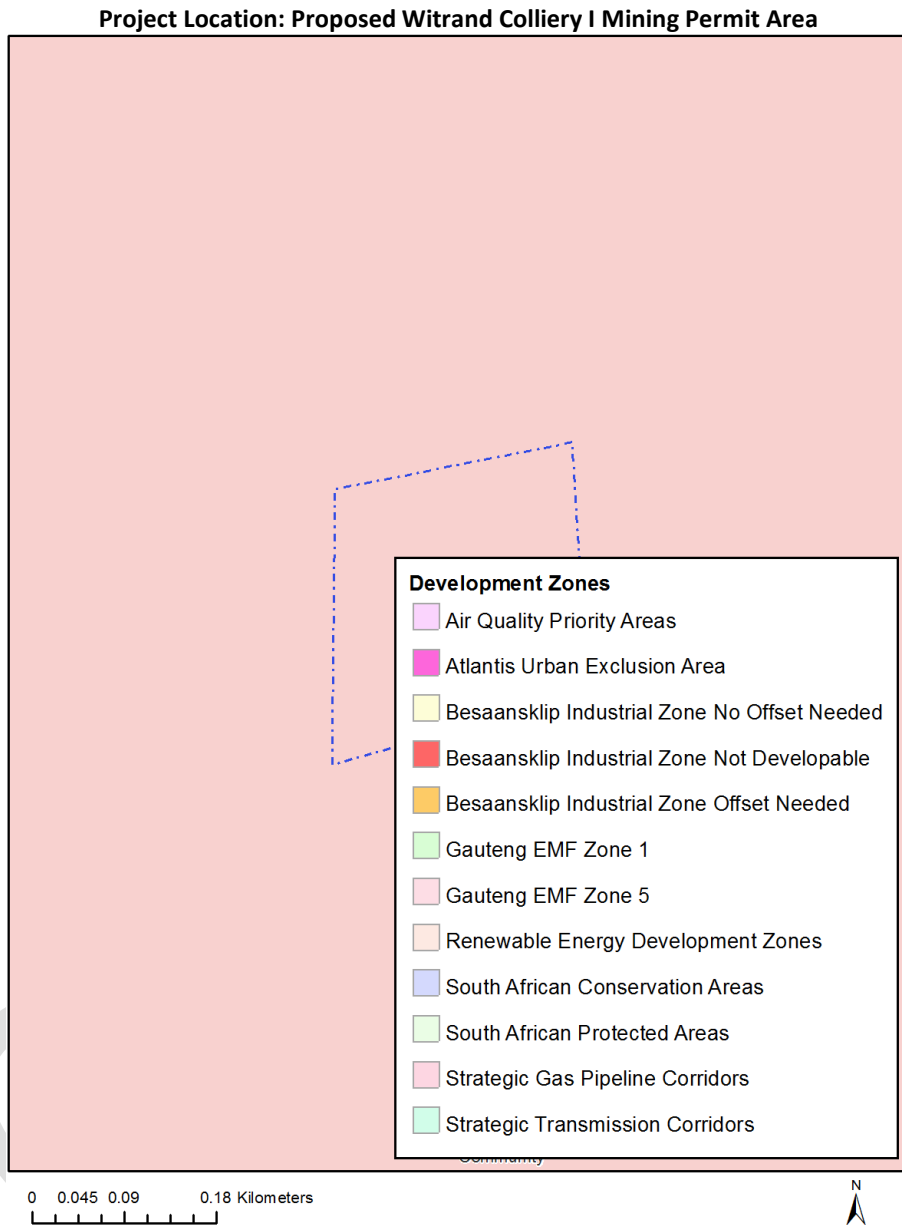 Project Location: Proposed Witrand Colliery I Mining Permit Area
Development Zones
Air Quality Priority Areas
Atlantis Urban Exclusion Area
Besaansklip Industrial Zone No Offset Needed
Besaansklip Industrial Zone Not Developable
Besaansklip Industrial Zone Offset Needed
Gauteng EMF Zone 1
Gauteng EMF Zone 5
Renewable Energy Development Zones
South African Conservation Areas
South African Protected Areas
Strategic Gas Pipeline Corridors
Strategic Transmission Corridors
Community
0 0.045 0.09 0.18 Kilometers
N